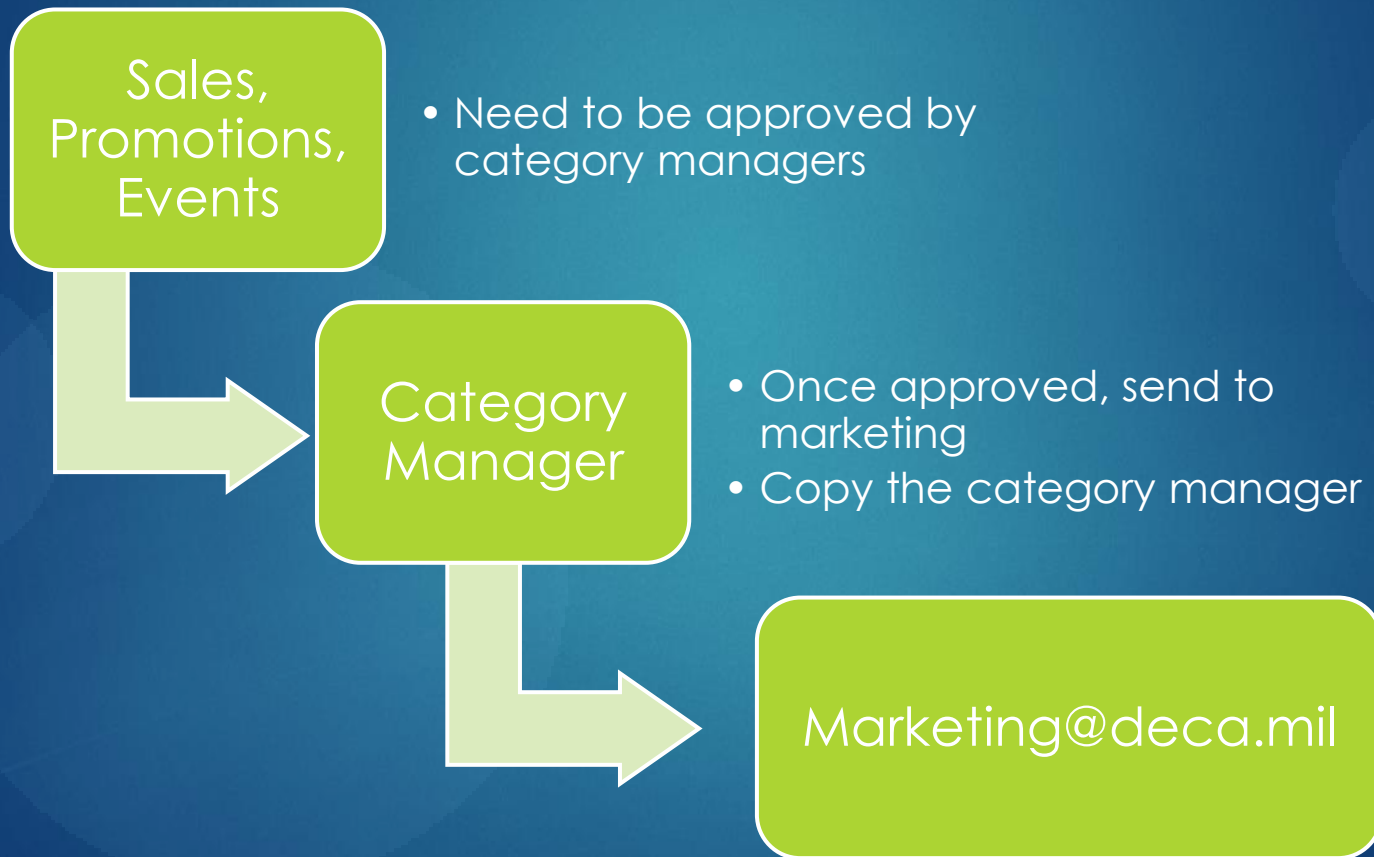 Sales,
Promotions,
Events
• Need to be approved by
category managers
Category
Manager
• Once approved, send to
marketing
• Copy the category manager
Marketing@deca.mil